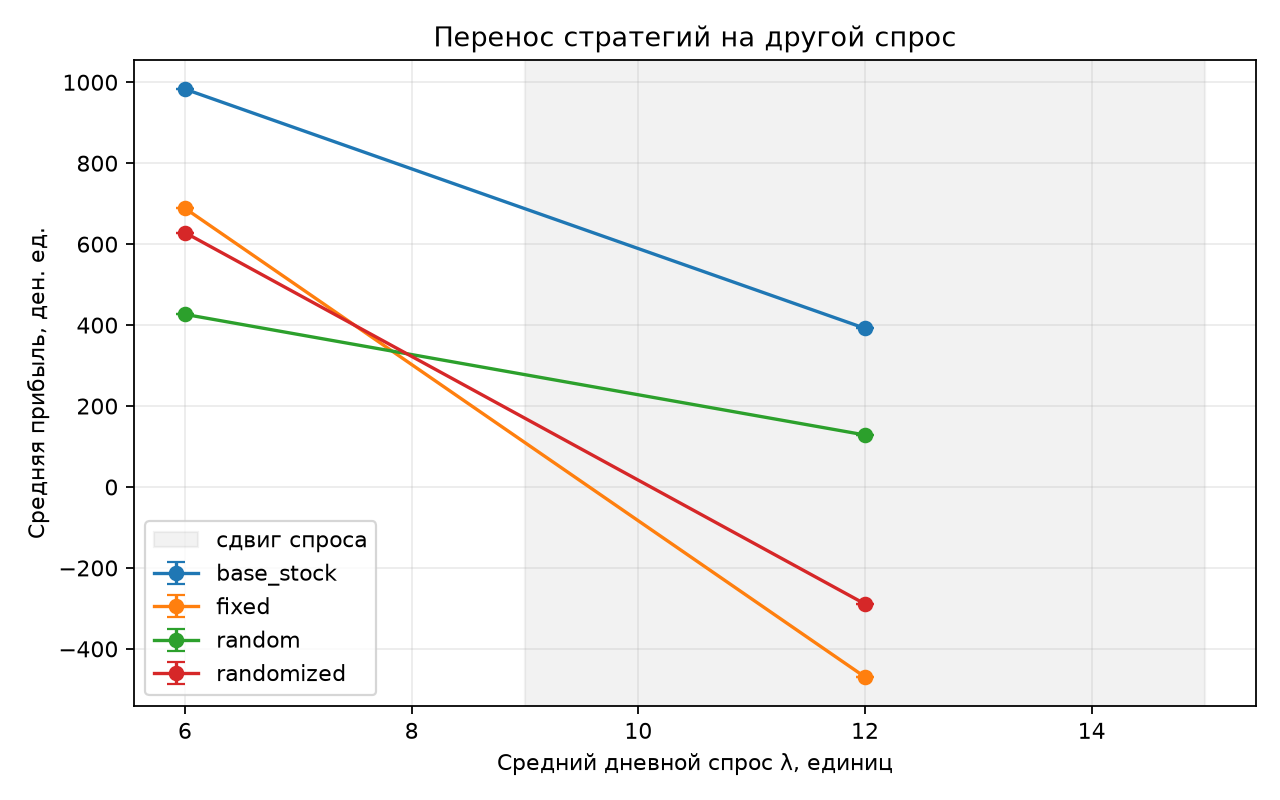 Перенос стратегий на другой спрос
Средняя прибыль, ден. ед.
1000
800
600
400
200
0
−200
−400
сдвиг спроса
base_stock
fixed
random
randomized
6 8 10 12 14
Средний дневной спрос λ, единиц